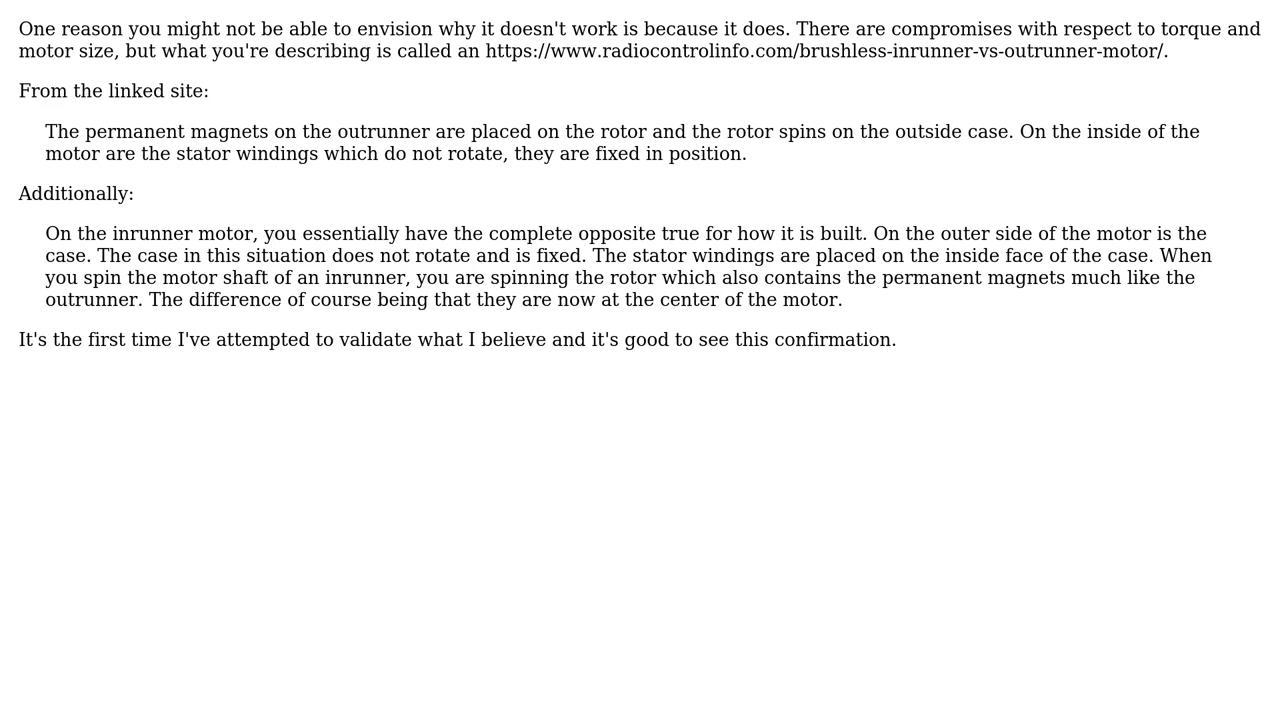 One reason you might not be able to envision why it doesn't work is because it does. There are compromises with respect to torque and
motor size, but what you're describing is called an https://www.radiocontrolinfo.com/brushless-inrunner-vs-outrunner-motor/.
From the linked site:
The permanent magnets on the outrunner are placed on the rotor and the rotor spins on the outside case. On the inside of the
motor are the stator windings which do not rotate, they are fixed in position.
Additionally:
On the inrunner motor, you essentially have the complete opposite true for how it is built. On the outer side of the motor is the
case. The case in this situation does not rotate and is fixed. The stator windings are placed on the inside face of the case. When
you spin the motor shaft of an inrunner, you are spinning the rotor which also contains the permanent magnets much like the
outrunner. The difference of course being that they are now at the center of the motor.
It's the first time I've attempted to validate what I believe and it's good to see this confirmation.